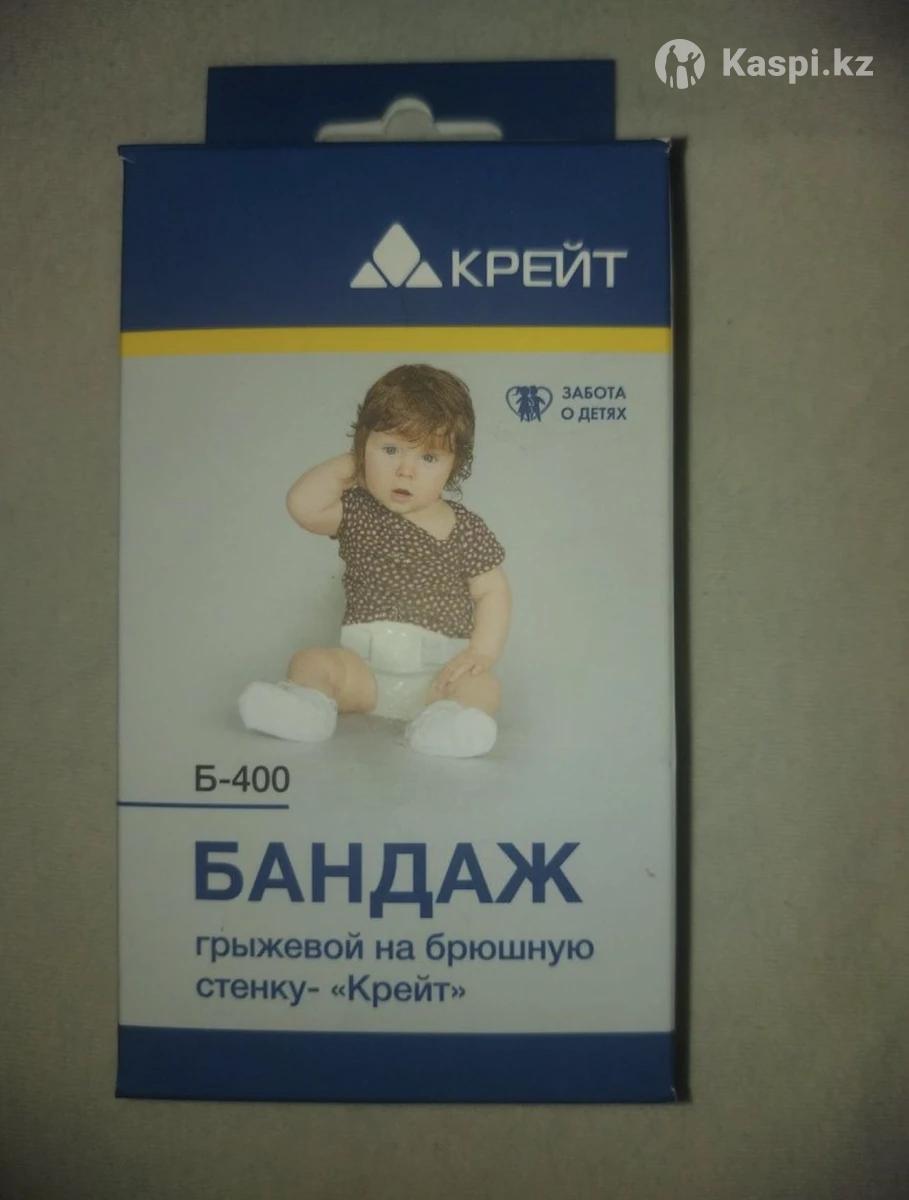 Kaspi.kz
КРЕЙТ
ЗАБОТА
О ДЕТЯХ
Б-400
БАНДАЖ
грыжевой на брюшную
стенку- «Крейт»